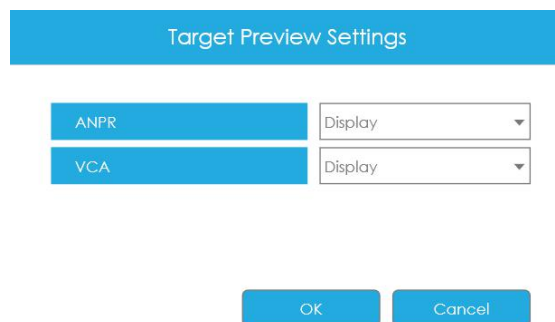 Target Preview Settings
ANPR Display
VCA Display
OK Cancel